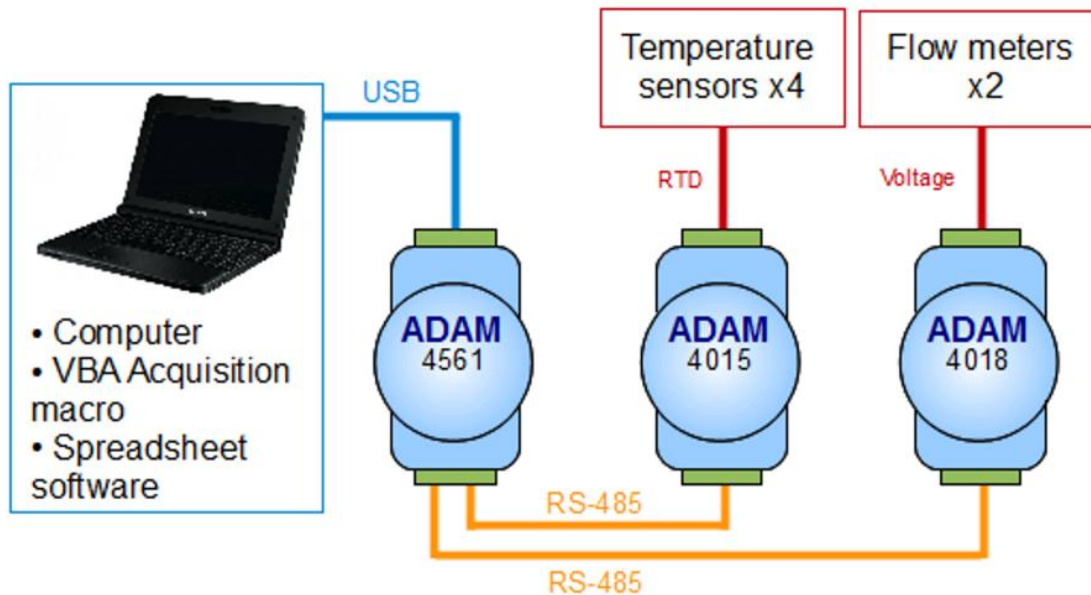 Temperature
sensors x4
Flow meters
x2
USB
RTD
Voltage
• Computer
• VBA Acquisition
macro
• Spreadsheet
software
ADAM
4561
ADAM
4015
ADAM
4018
RS-485
RS-485